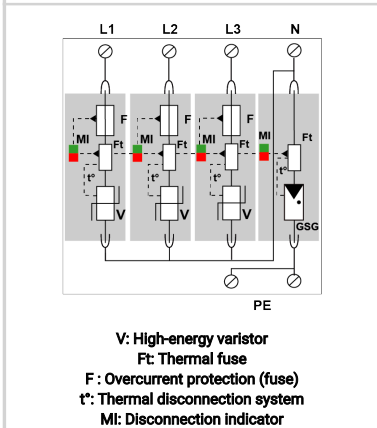 L1 L2 L3 N
F F F
MI MI MI MI
Ft Ft Ft Ft
t° t° t° t°
V V V
GSG
PE
V: High-energy varistor
Ft: Thermal fuse
F : Overcurrent protection (fuse)
t°: Thermal disconnection system
MI: Disconnection indicator